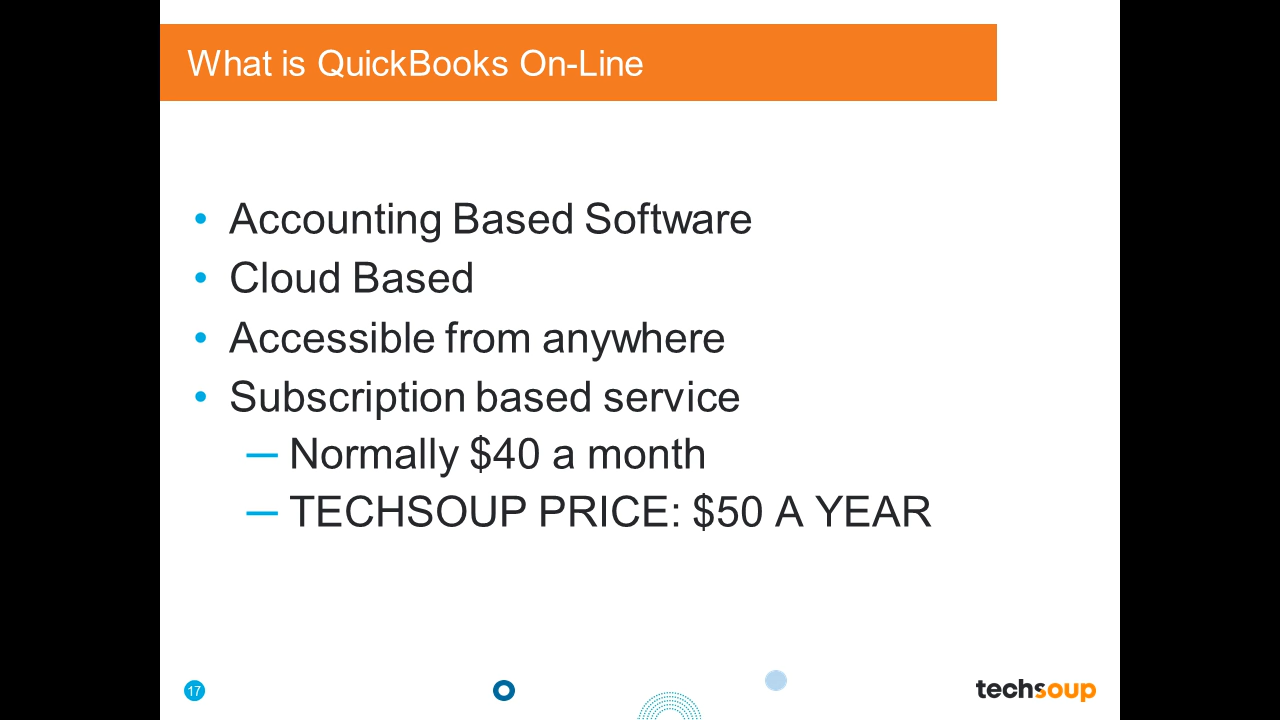 What is QuickBooks On-Line
• Accounting Based Software
• Cloud Based
• Accessible from anywhere
• Subscription based service
— Normally $40 a month
— TECHSOUP PRICE: $50 A YEAR
17
techsoup